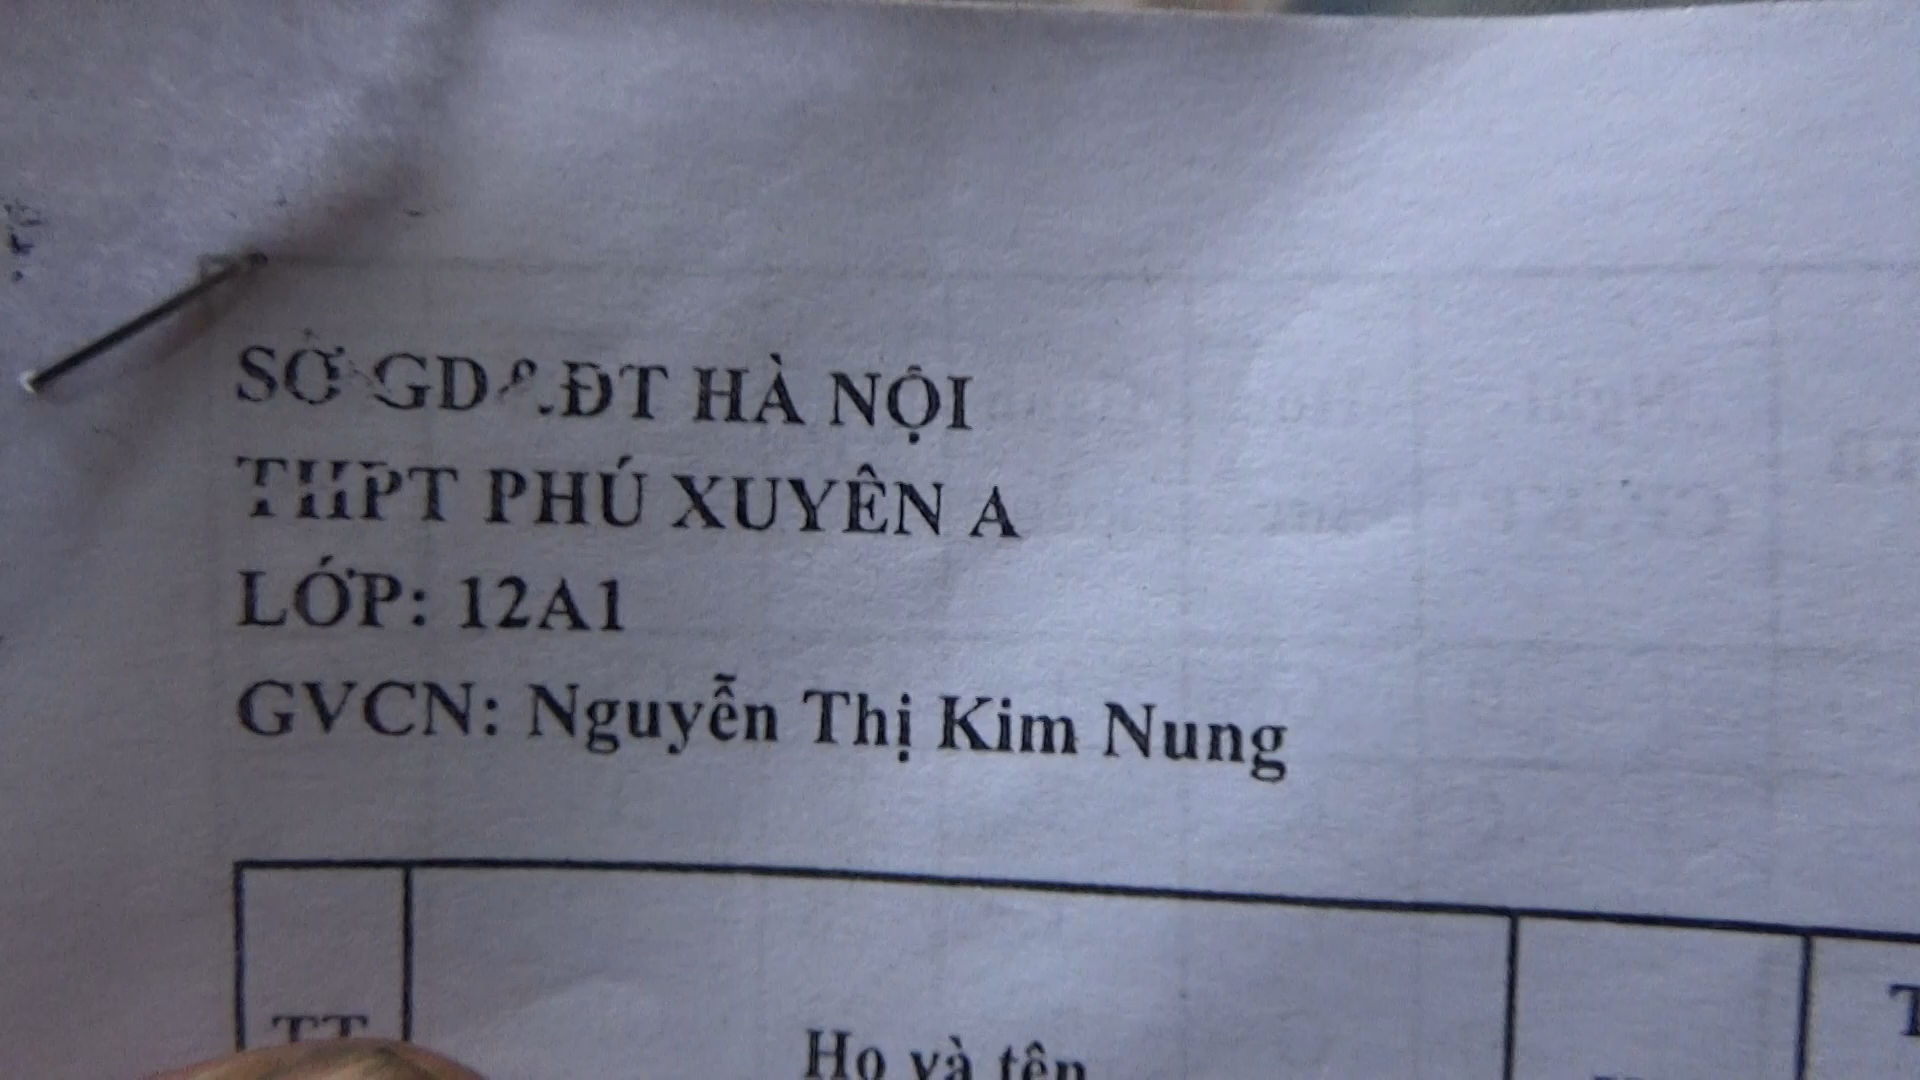 SỞ GD&ĐT HÀ NỘI
THPT PHÚ XUYÊN A
LỚP: 12A1
GVCN: Nguyễn Thị Kim Nung
TT
Họ và tên